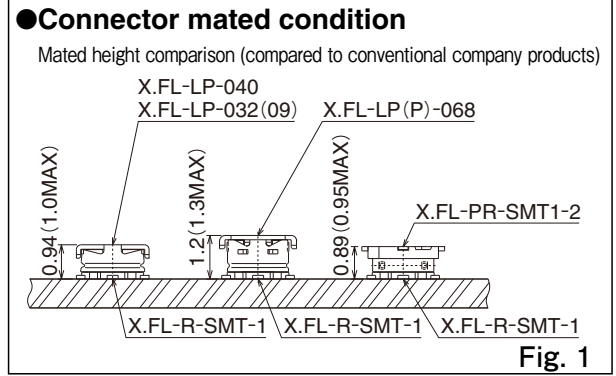 ●Connector mated condition
Mated height comparison (compared to conventional company products)
X.FL-LP-040
X.FL-LP-032(09)
X.FL-LP(P)-068
0.94(1.0MAX)
1.2(1.3MAX)
0.89(0.95MAX)
X.FL-PR-SMT1-2
X.FL-R-SMT-1
X.FL-R-SMT-1
X.FL-R-SMT-1
Fig. 1